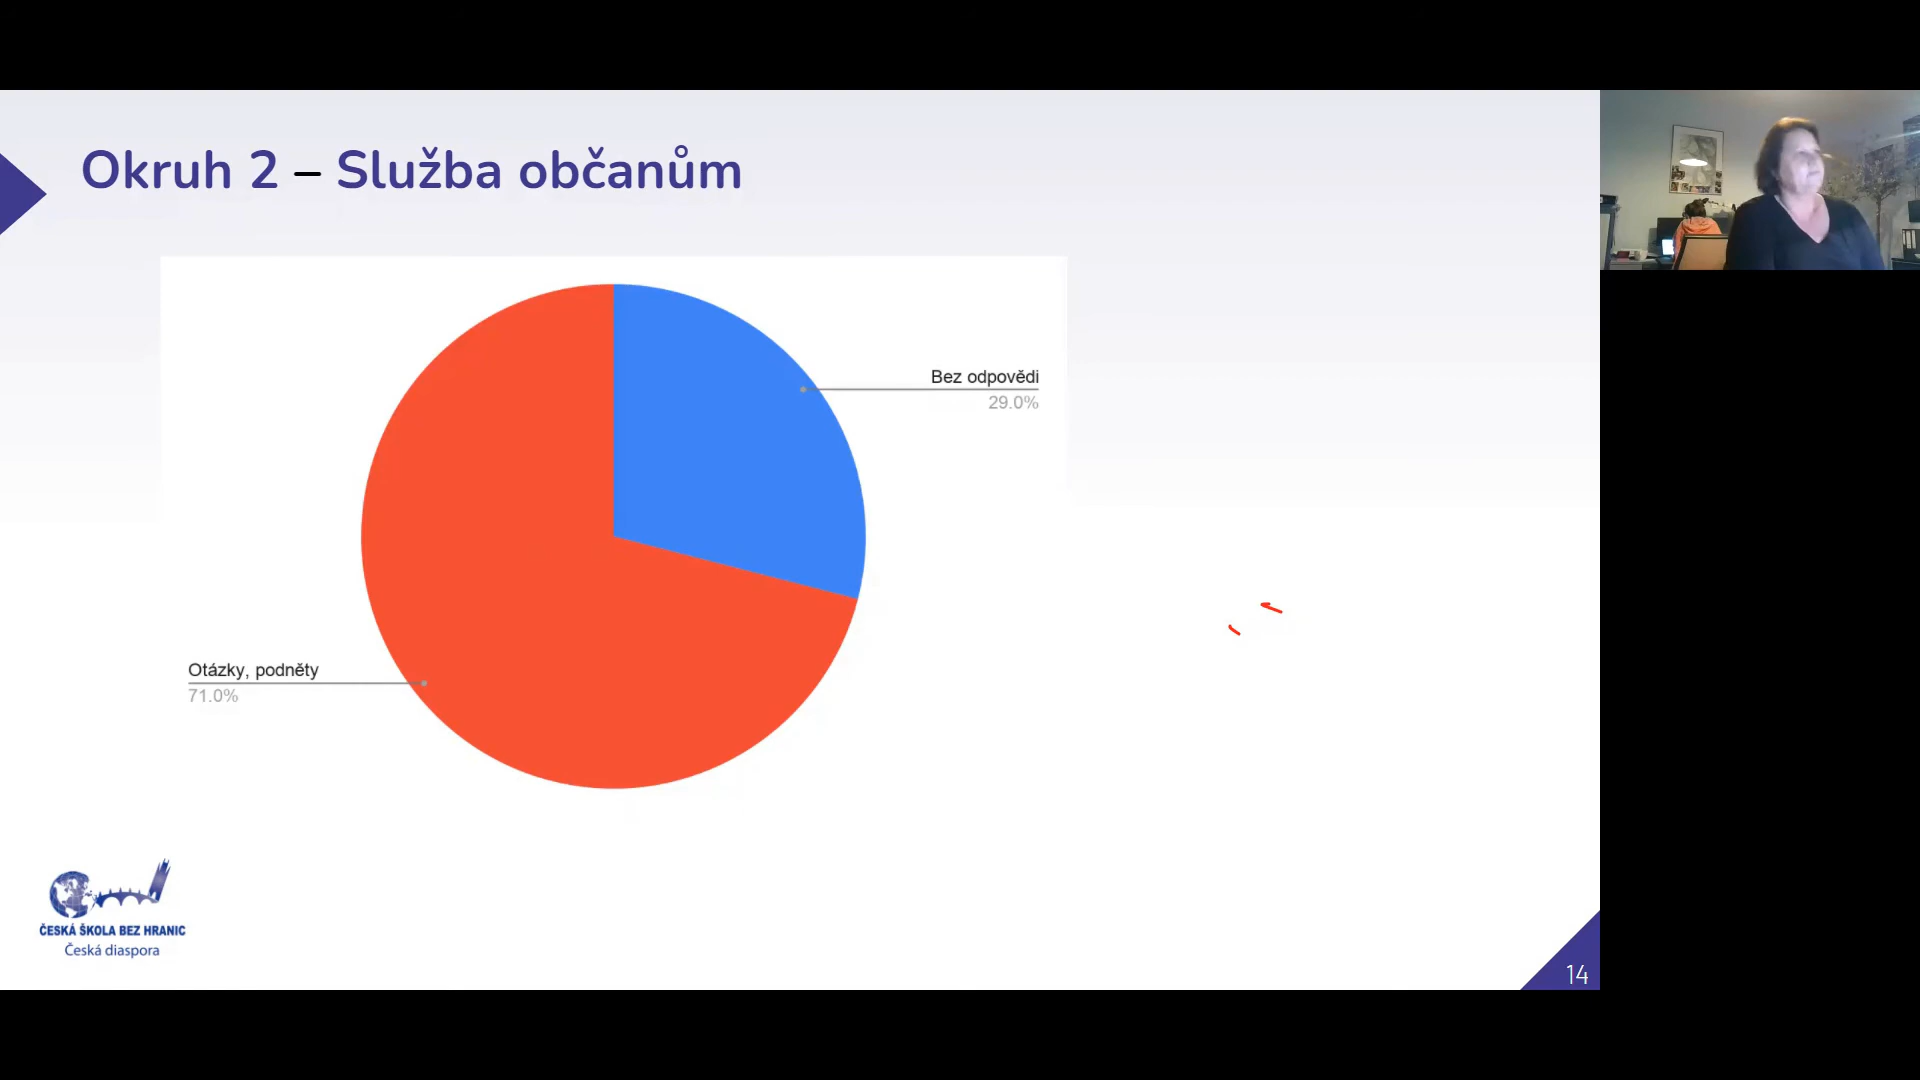 Okruh 2 – Služba občanům
Bez odpovědi
29.0%
Otázky, podněty
71.0%
ČESKÁ ŠKOLA BEZ HRANIC
Česká diaspora
14